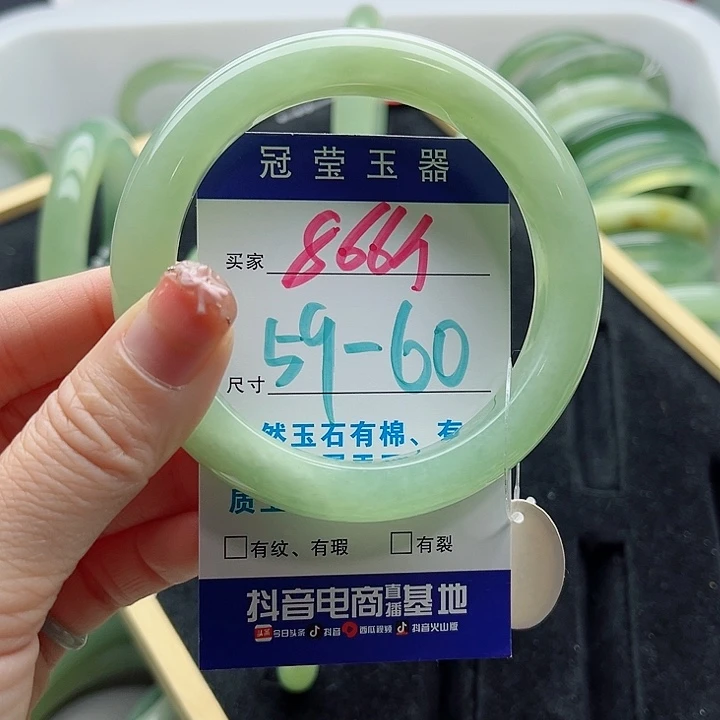 冠莹玉器
买家 8664
尺寸 59-60
然玉石有棉、有
质
□有纹、有瑕 □有裂
抖音电商直播基地
今日头条 抖音 西瓜视频 抖音火山版